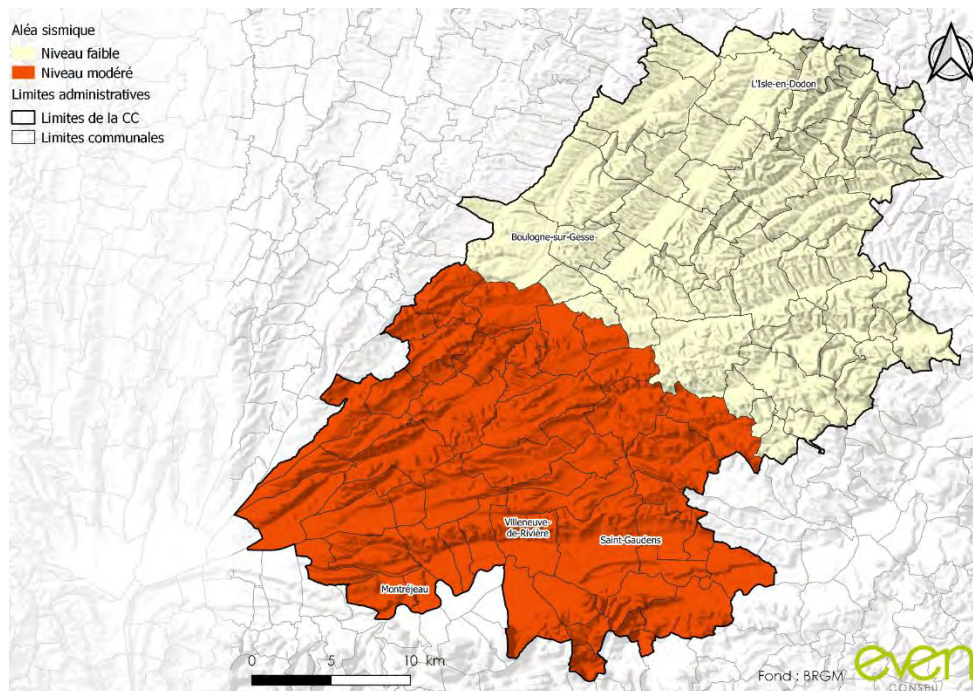 Aléa sismique
Niveau faible
Niveau modéré
Limites administratives
Limites de la CC
Limites communales
L'Isle-en-Dodon
Boulogne-sur-Gesse
Villeneuve-
de-Rivière
Saint-Gaudens
Montréjeau
0 5 10 km
Fond : BRGM
even
CONSEIL